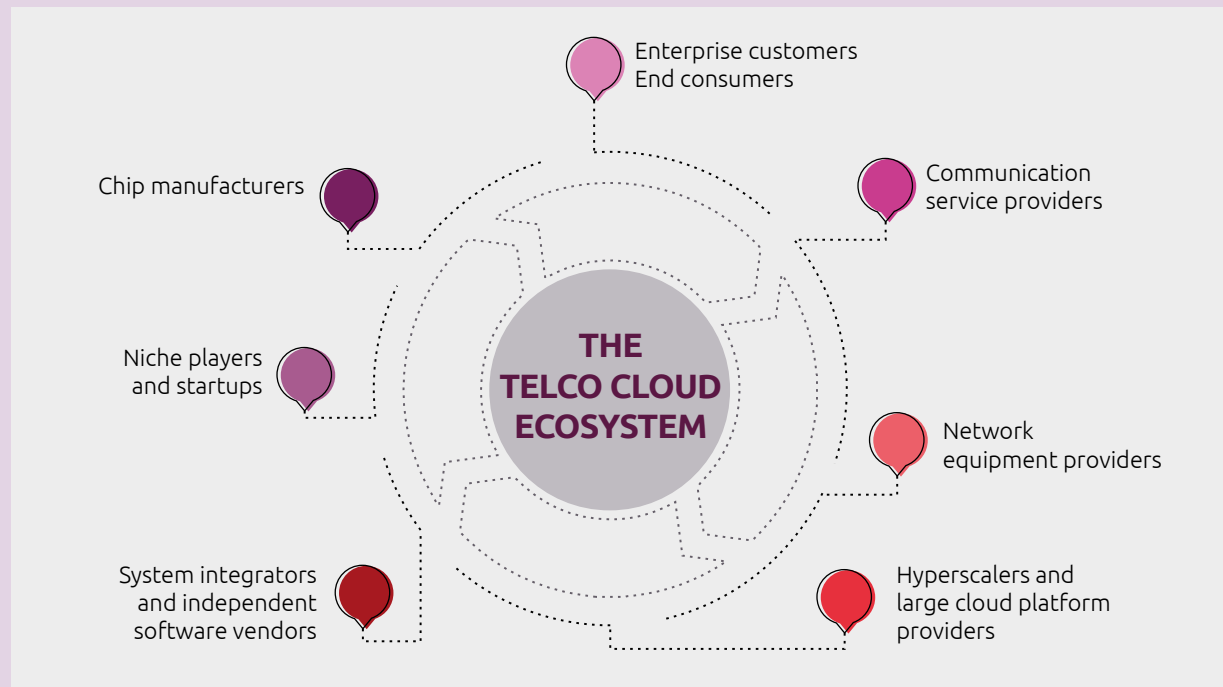 Enterprise customers
End consumers
Communication
service providers
Network
equipment providers
Hyperscalers and
large cloud platform
providers
System integrators
and independent
software vendors
Niche players
and startups
Chip manufacturers
THE
TELCO CLOUD
ECOSYSTEM